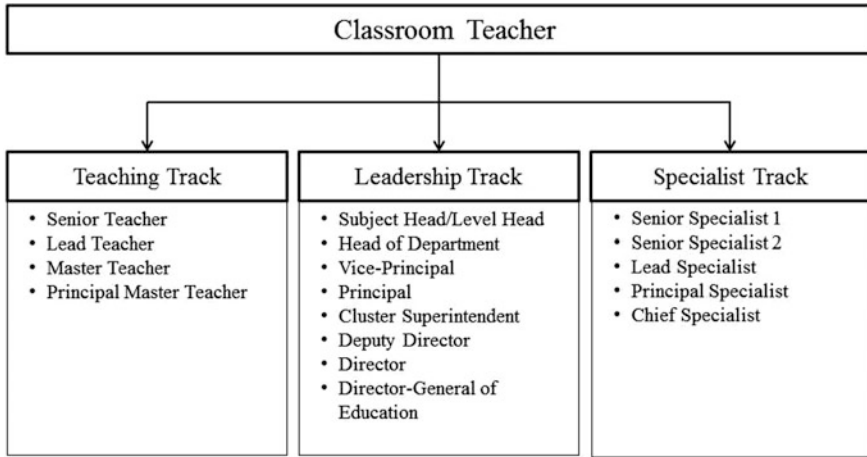 Classroom Teacher
Teaching Track
• Senior Teacher
• Lead Teacher
• Master Teacher
• Principal Master Teacher
Leadership Track
• Subject Head/Level Head
• Head of Department
• Vice-Principal
• Principal
• Cluster Superintendent
• Deputy Director
• Director
• Director-General of
Education
Specialist Track
• Senior Specialist 1
• Senior Specialist 2
• Lead Specialist
• Principal Specialist
• Chief Specialist